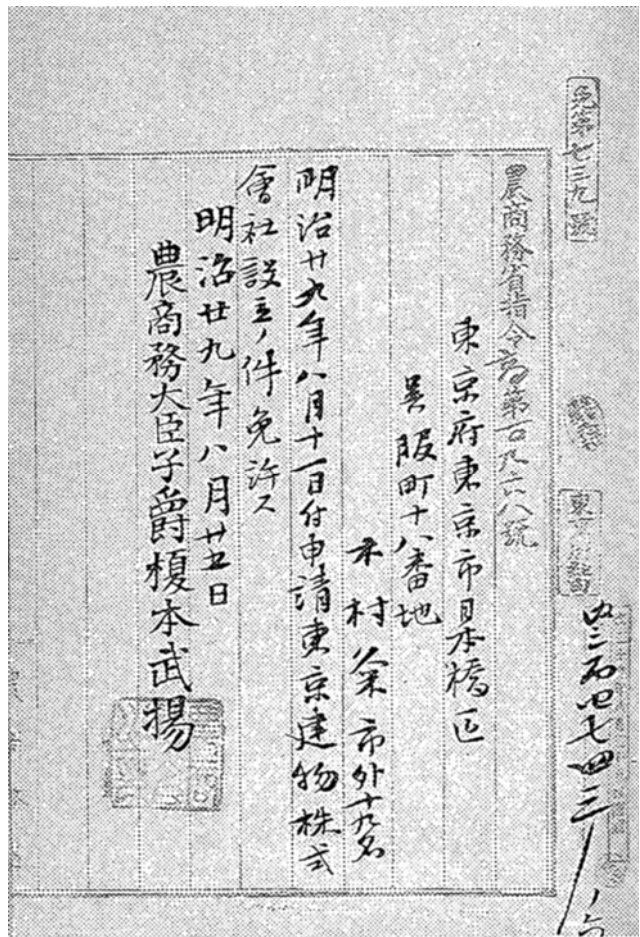 免第七三九號
農商務省指令商第百九十八號
東京府東京市日本橋区
呉服町十八番地
木村粂市外十九名
明治廿九年八月十一日付申請東京建物株式
會社設立ノ件免許ス
明治廿九年八月廿五日
農商務大臣子爵榎本武揚